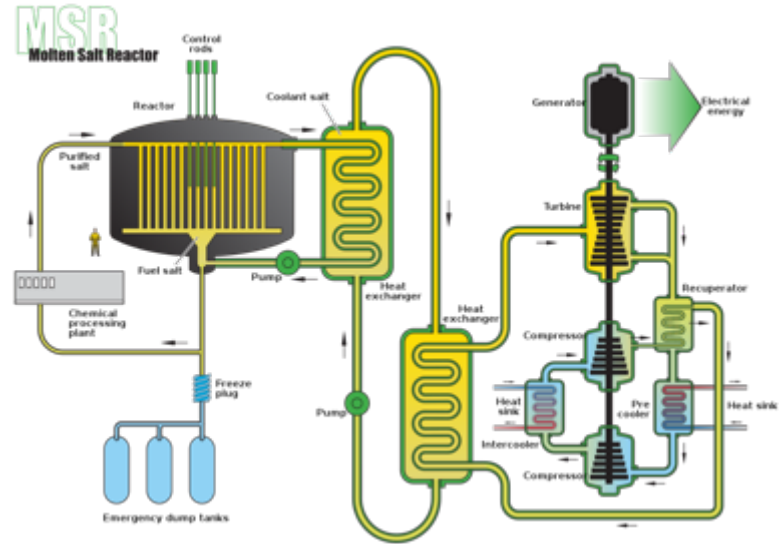 MSR
Molten Salt Reactor
Control
rods
Reactor
Coolant salt
Purified
salt
Fuel salt
Pump
Heat
exchanger
Chemical
processing
plant
Freeze
plug
Emergency dump tanks
Pump
Heat
exchanger
Generator
Electrical
energy
Turbine
Recuperator
Compressor
Heat
sink
Intercooler
Pre
cooler
Heat sink
Compressor